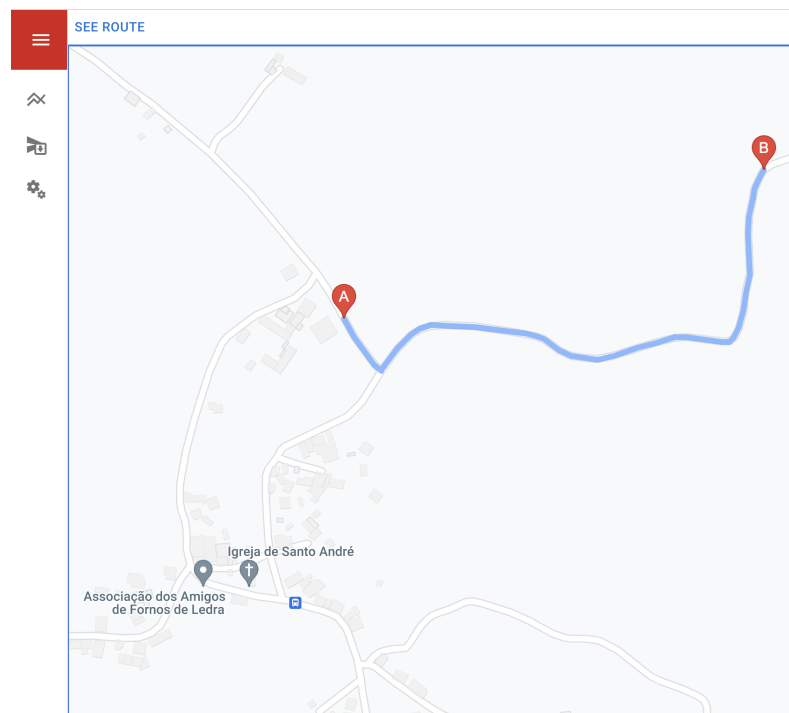 SEE ROUTE
B
A
Igreja de Santo André
Associação dos Amigos
de Fornos de Ledra